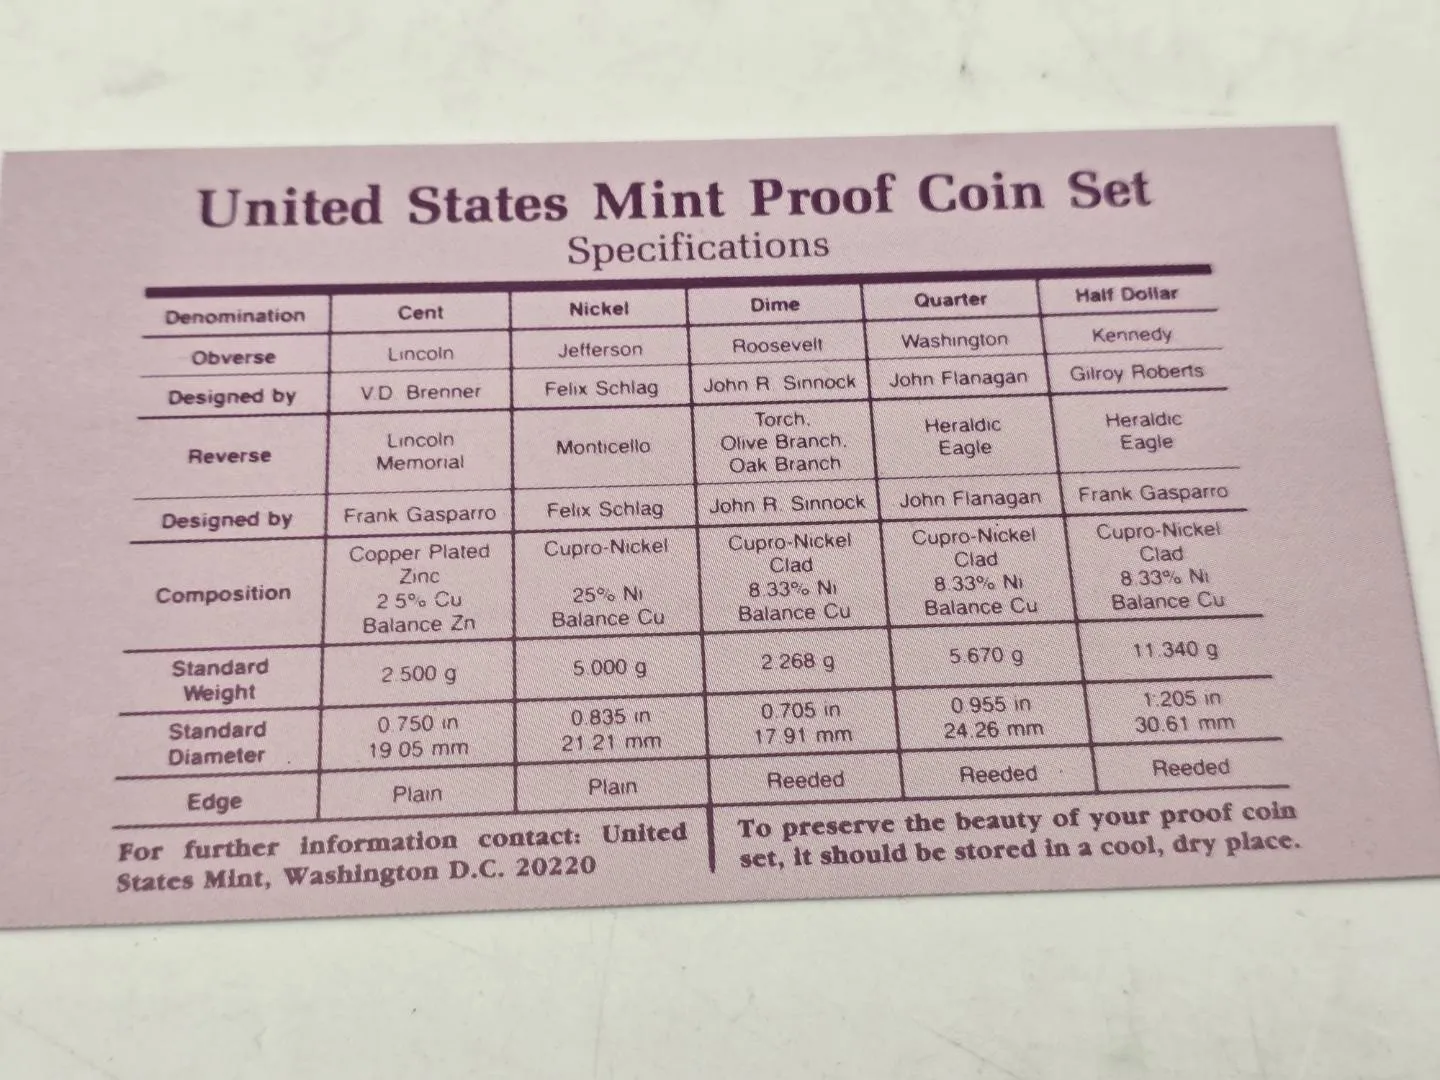 United States Mint Proof Coin Set
Specifications
Denomination Cent Nickel Dime Quarter Half Dollar
Obverse Lincoln Jefferson Roosevelt Washington Kennedy
Designed by V.D. Brenner Felix Schlag John R. Sinnock John Flanagan Gilroy Roberts
Reverse Lincoln Memorial Monticello Torch, Olive Branch, Oak Branch Heraldic Eagle Heraldic Eagle
Designed by Frank Gasparro Felix Schlag John R. Sinnock John Flanagan Frank Gasparro
Composition Copper Plated Zinc 2.5% Cu Balance Zn Cupro-Nickel 25% Ni Balance Cu Cupro-Nickel Clad 8.33% Ni Balance Cu Cupro-Nickel Clad 8.33% Ni Balance Cu Cupro-Nickel Clad 8.33% Ni Balance Cu
Standard Weight 2.500 g 5.000 g 2.268 g 5.670 g 11.340 g
Standard Diameter 0.750 in 19.05 mm 0.835 in 21.21 mm 0.705 in 17.91 mm 0.955 in 24.26 mm 1.205 in 30.61 mm
Edge Plain Plain Reeded Reeded Reeded
For further information contact: United
States Mint, Washington D.C. 20220
To preserve the beauty of your proof coin
set, it should be stored in a cool, dry place.